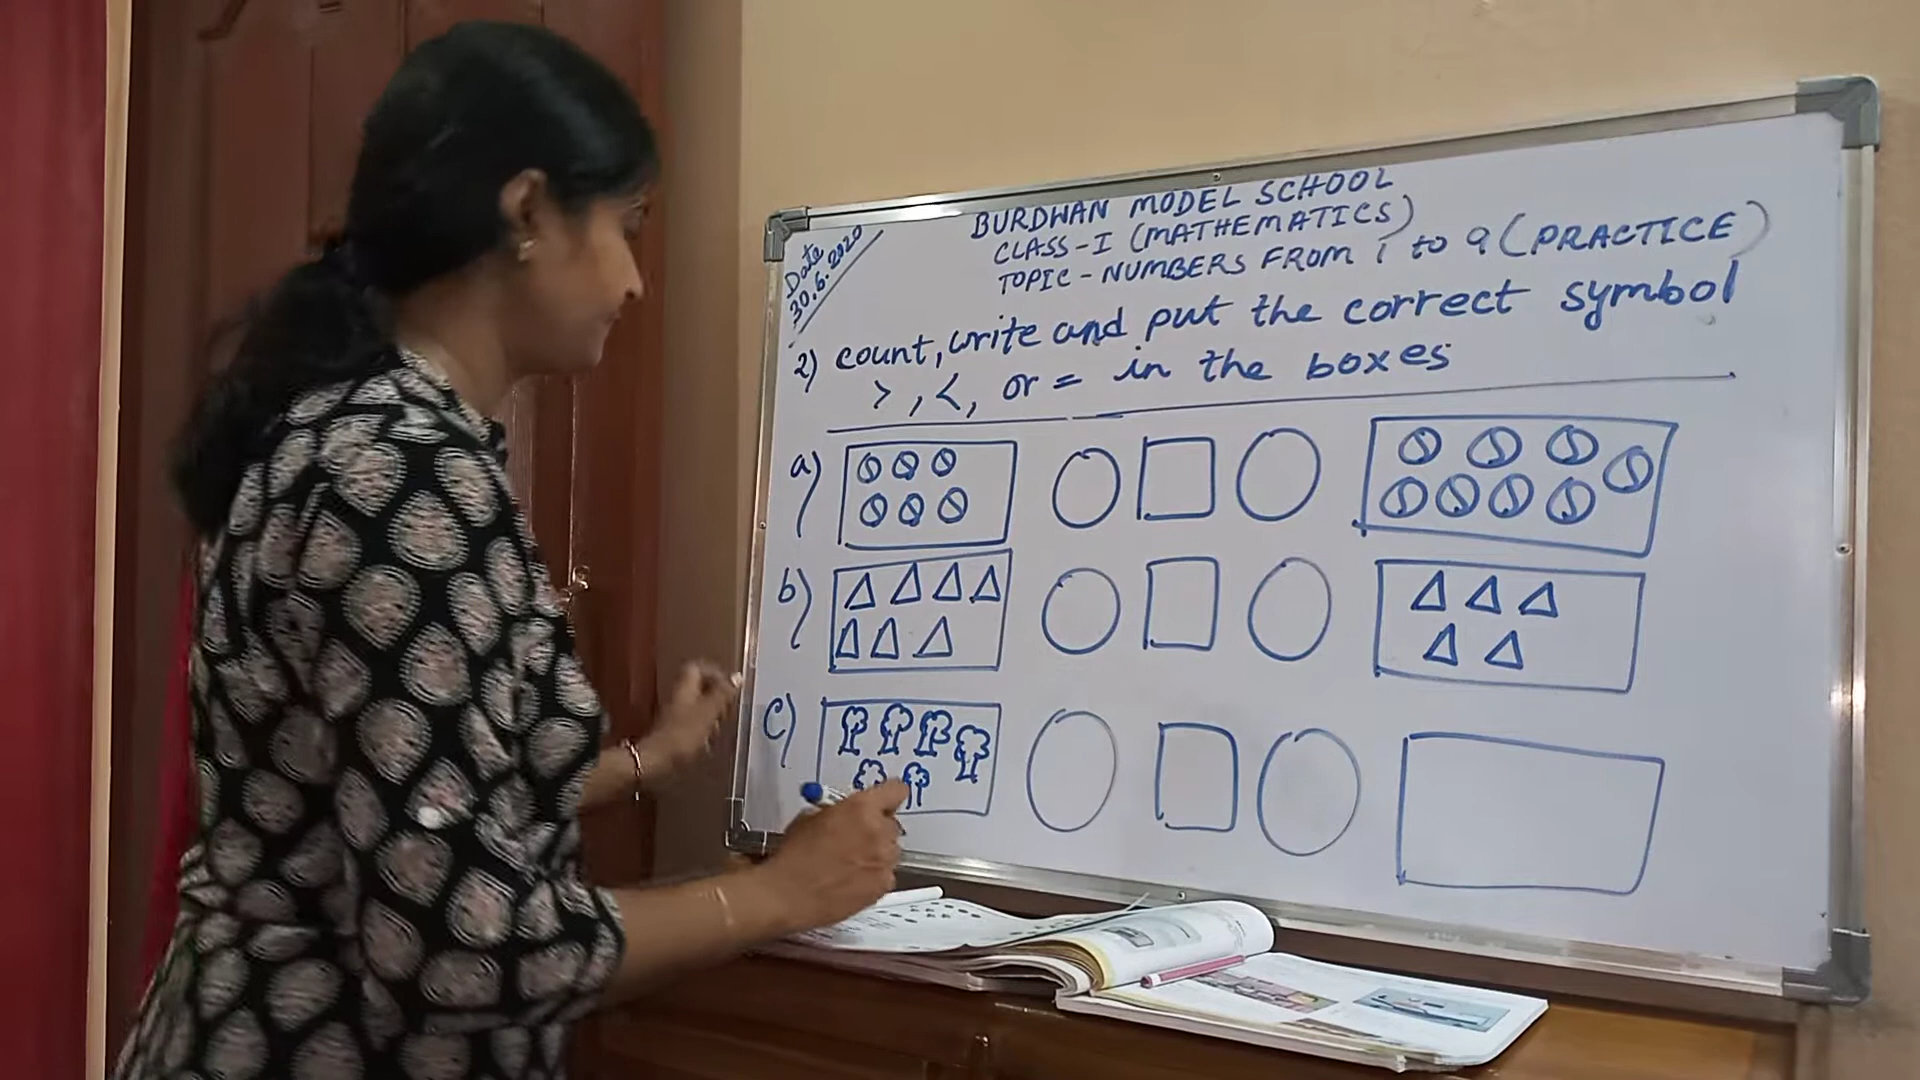 Date
30.6.2020
BURDWAN MODEL SCHOOL
CLASS-I (MATHEMATICS)
TOPIC - NUMBERS FROM 1 to 9 (PRACTICE)
2) count, write and put the correct symbol
>, <, or = in the boxes
a)
b)
c)